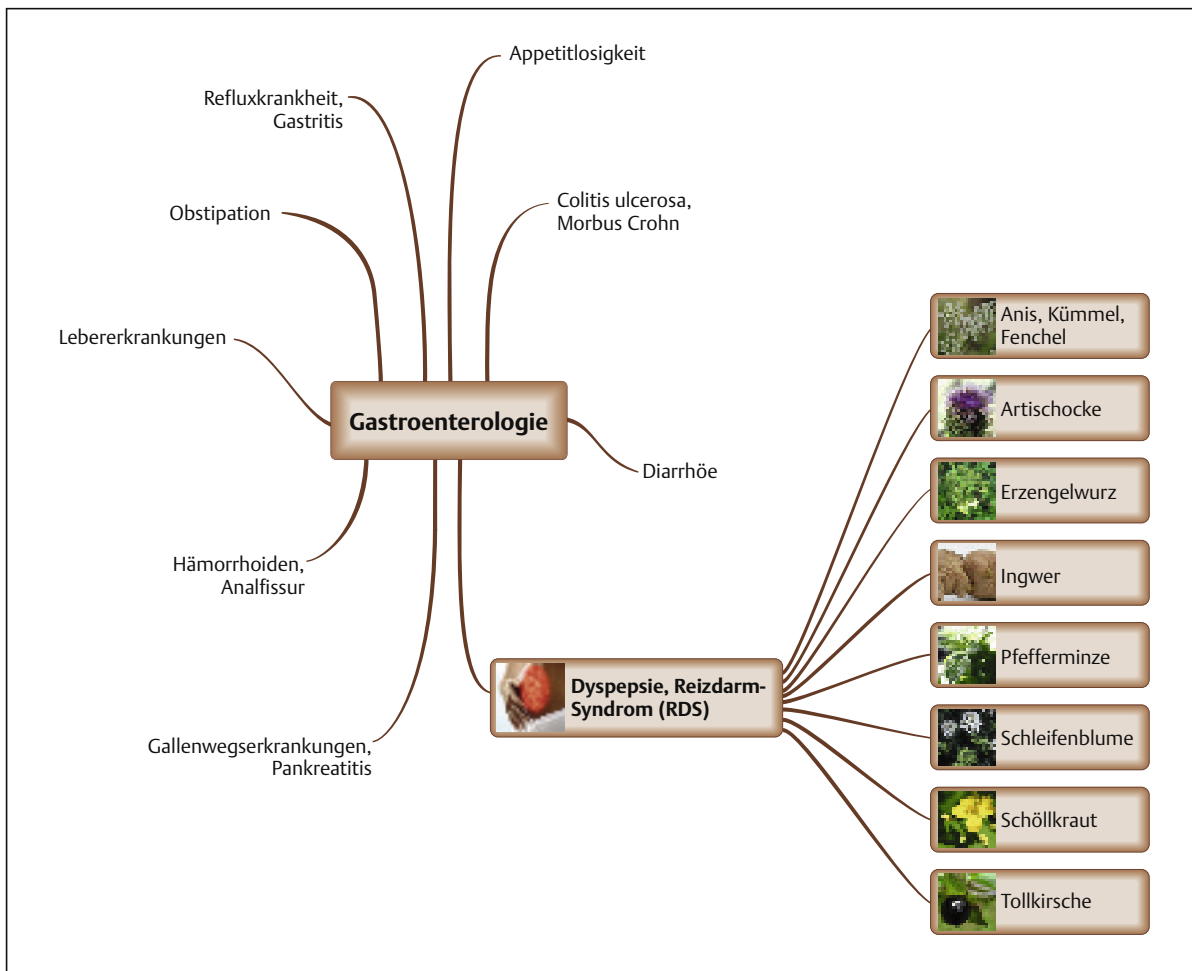 Appetitlosigkeit
Refluxkrankheit,
Gastritis
Obstipation
Colitis ulcerosa,
Morbus Crohn
Lebererkrankungen
Gastroenterologie
Diarrhöe
Hämorrhoiden,
Analfissur
Gallenwegserkrankungen,
Pankreatitis
Dyspepsie, Reizdarm-
Syndrom (RDS)
Anis, Kümmel,
Fenchel
Artischocke
Erzengelwurz
Ingwer
Pfefferminze
Schleifenblume
Schöllkraut
Tollkirsche